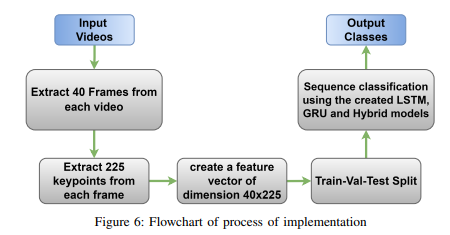 Input
Videos
Extract 40 Frames from
each video
Extract 225
keypoints from
each frame
create a feature
vector of
dimension 40x225
Train-Val-Test Split
Sequence classification
using the created LSTM,
GRU and Hybrid models
Output
Classes
Figure 6: Flowchart of process of implementation